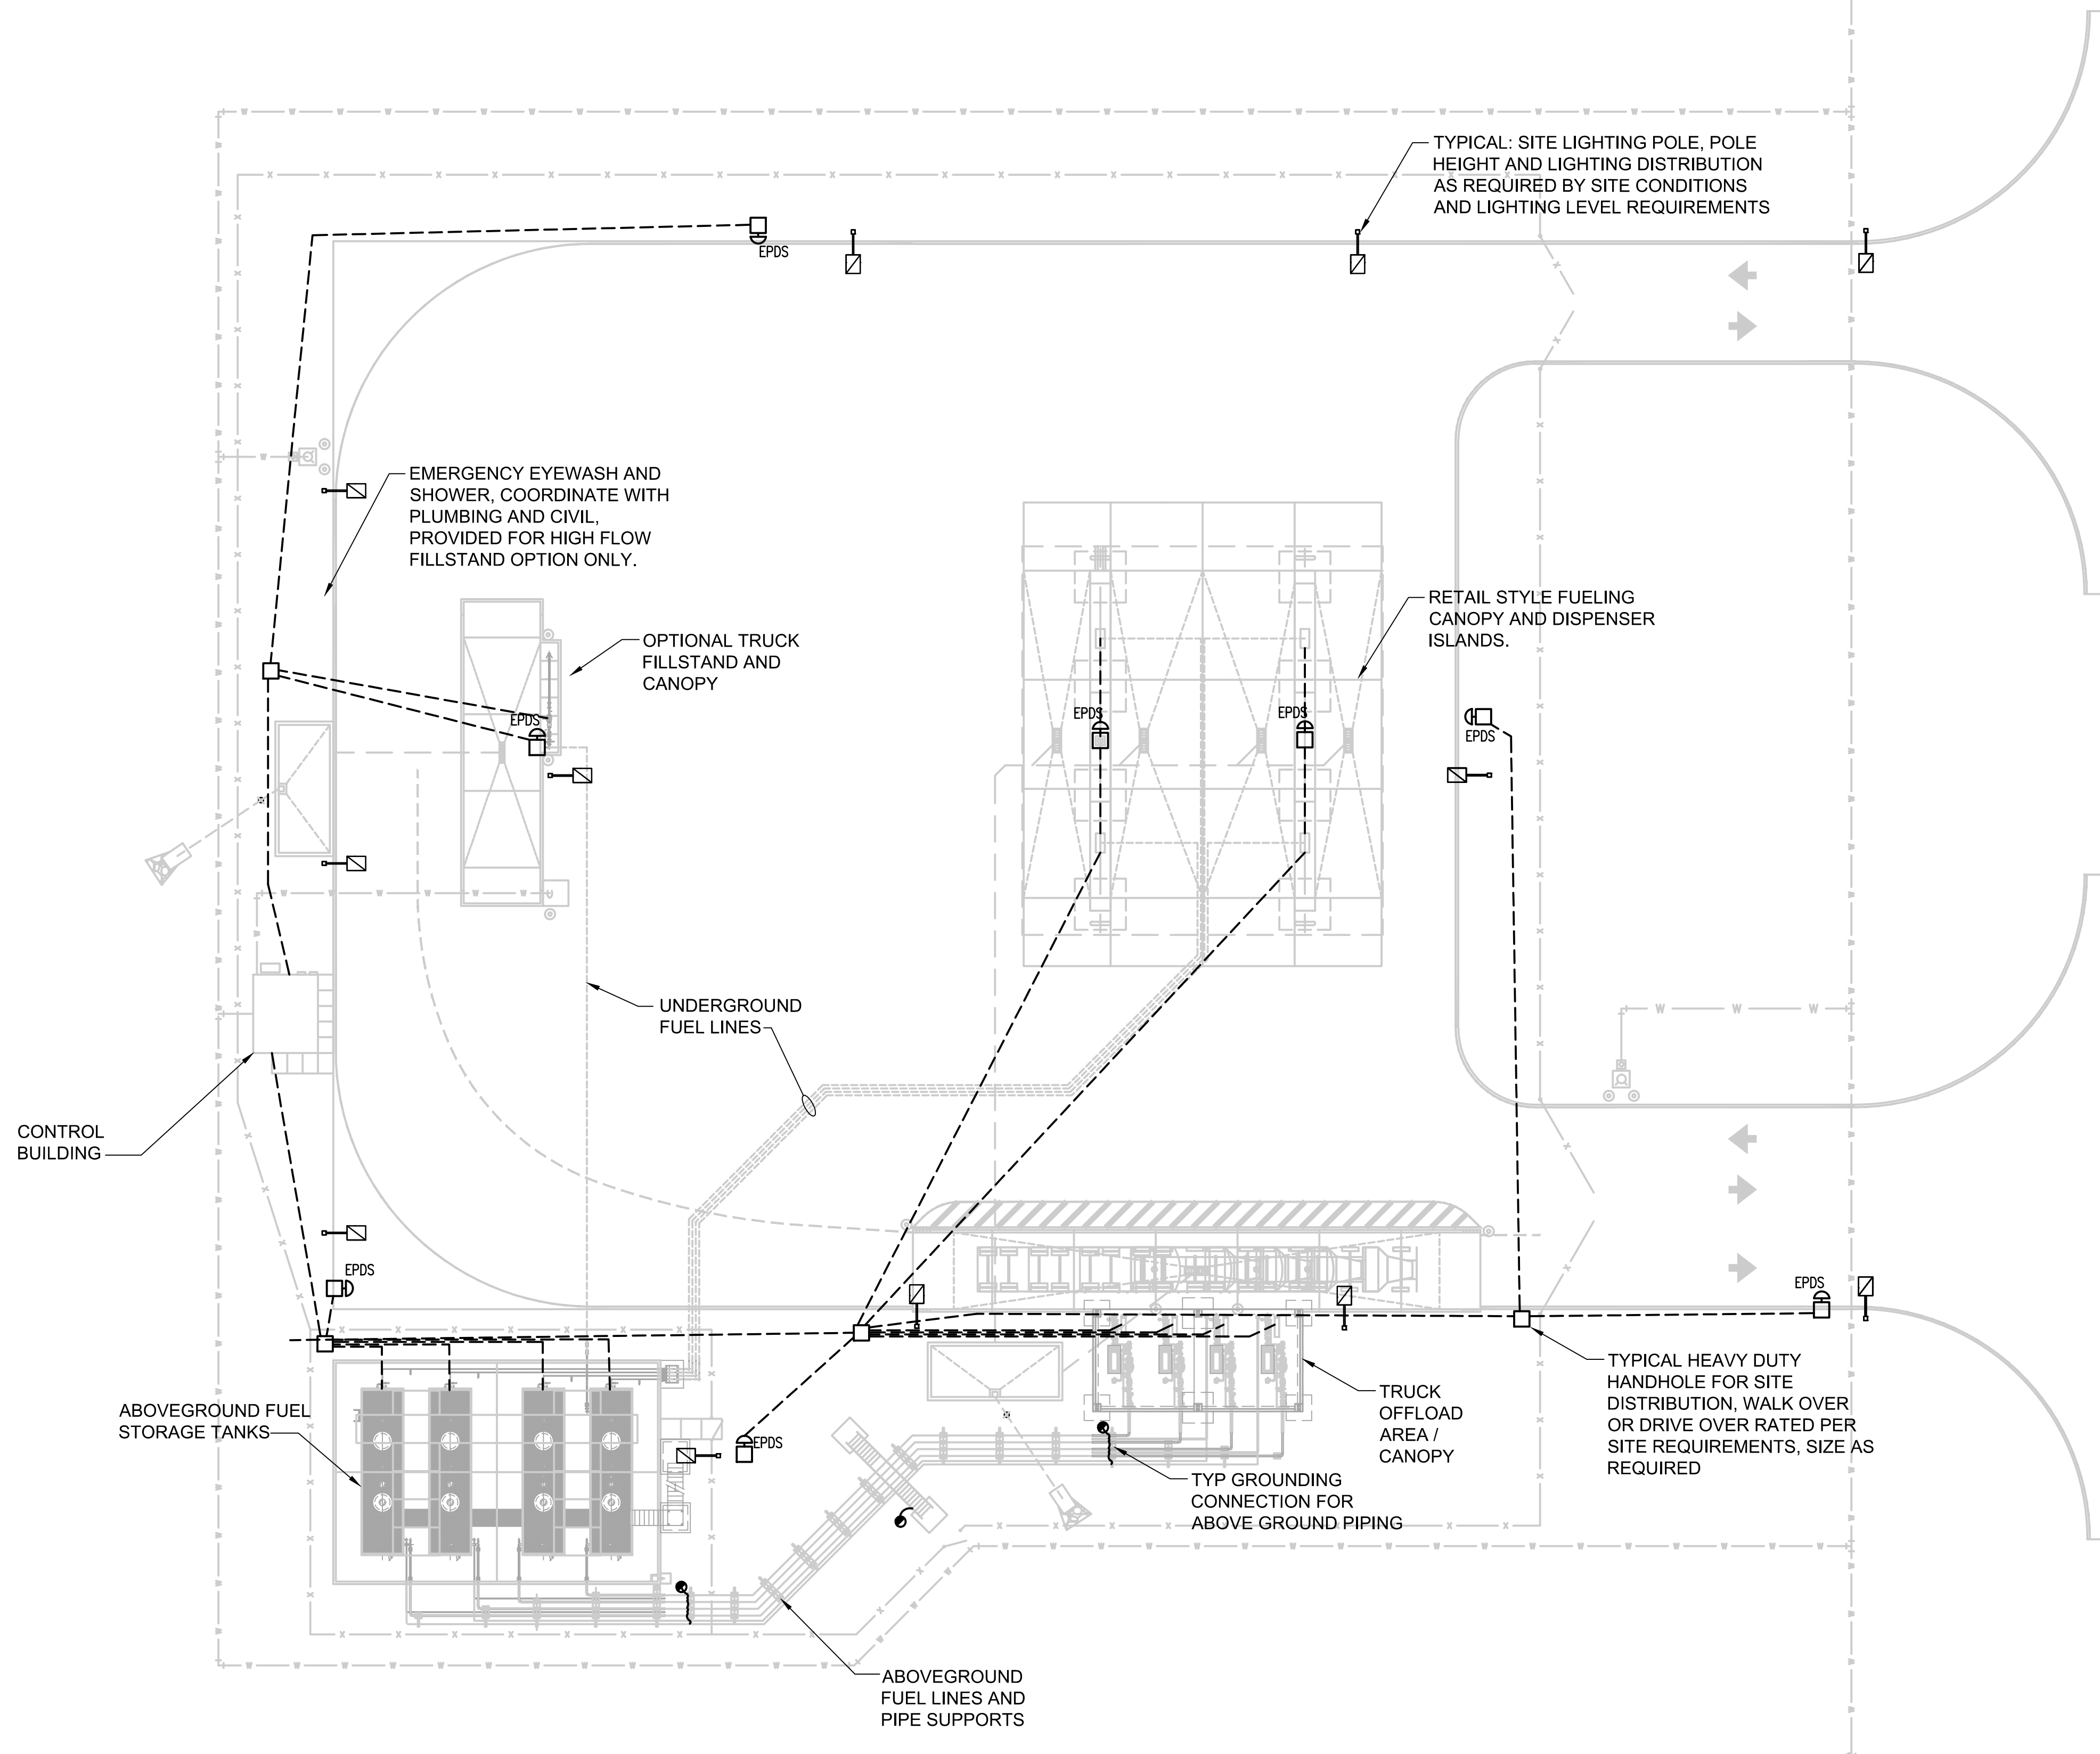 TYPICAL: SITE LIGHTING POLE, POLE
HEIGHT AND LIGHTING DISTRIBUTION
AS REQUIRED BY SITE CONDITIONS
AND LIGHTING LEVEL REQUIREMENTS
EPDS
EMERGENCY EYEWASH AND
SHOWER, COORDINATE WITH
PLUMBING AND CIVIL,
PROVIDED FOR HIGH FLOW
FILLSTAND OPTION ONLY.
RETAIL STYLE FUELING
CANOPY AND DISPENSER
ISLANDS.
OPTIONAL TRUCK
FILLSTAND AND
CANOPY
EPDS
EPDS
EPDS
EPDS
UNDERGROUND
FUEL LINES
CONTROL
BUILDING
EPDS
EPDS
TYPICAL HEAVY DUTY
HANDHOLE FOR SITE
DISTRIBUTION, WALK OVER
OR DRIVE OVER RATED PER
SITE REQUIREMENTS, SIZE AS
REQUIRED
TRUCK
OFFLOAD
AREA /
CANOPY
ABOVEGROUND FUEL
STORAGE TANKS
EPDS
TYP GROUNDING
CONNECTION FOR
ABOVE GROUND PIPING
ABOVEGROUND
FUEL LINES AND
PIPE SUPPORTS